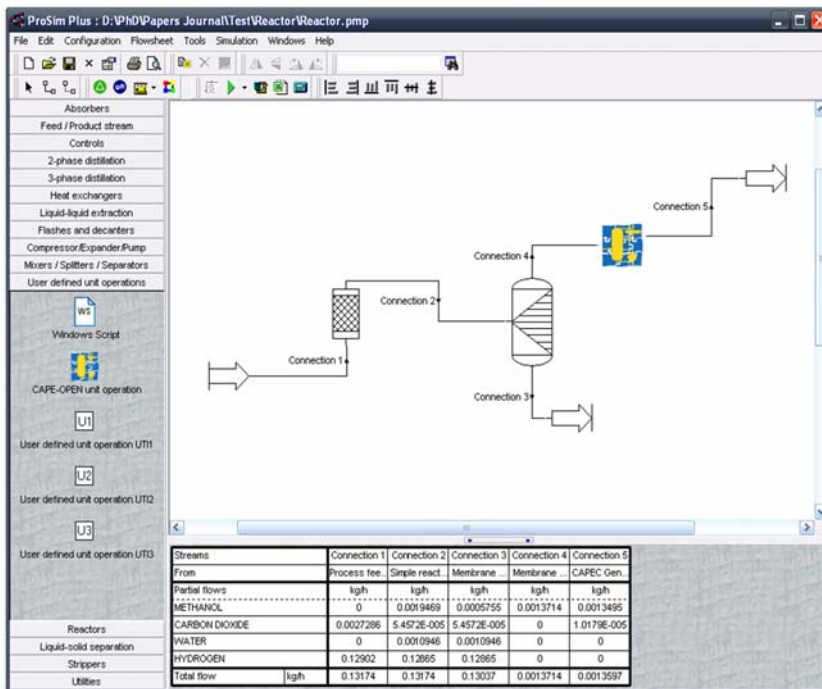 ProSim Plus : D:\PhD\Papers Journal\Test\Reactor\Reactor.pmp
File Edit Configuration Flowsheet Tools Simulation Windows Help
Absorbers
Feed / Product stream
Controls
2-phase distillation
3-phase distillation
Heat exchangers
Liquid-liquid extraction
Flashes and decanters
Compressor/Expander/Pump
Mixers / Splitters / Separators
User defined unit operations
WS
Windows Script
CAPE-OPEN unit operation
U1
User defined unit operation UTI1
U2
User defined unit operation UTI2
U3
User defined unit operation UTI3
Reactors
Liquid-solid separation
Strippers
Utilities
Connection 5
Connection 4
Connection 2
Connection 1
Connection 3
Streams Connection 1 Connection 2 Connection 3 Connection 4 Connection 5
From Process fee... Simple react... Membrane ... Membrane ... CAPEC Gen...
Partial flows kg/h kg/h kg/h kg/h kg/h
METHANOL 0 0.0019469 0.0005755 0.0013714 0.0013495
CARBON DIOXIDE 0.0027286 5.4572E-005 5.4572E-005 0 1.0179E-005
WATER 0 0.0010946 0.0010946 0 0
HYDROGEN 0.12902 0.12865 0.12865 0 0
Total flow kg/h 0.13174 0.13174 0.13037 0.0013714 0.0013597